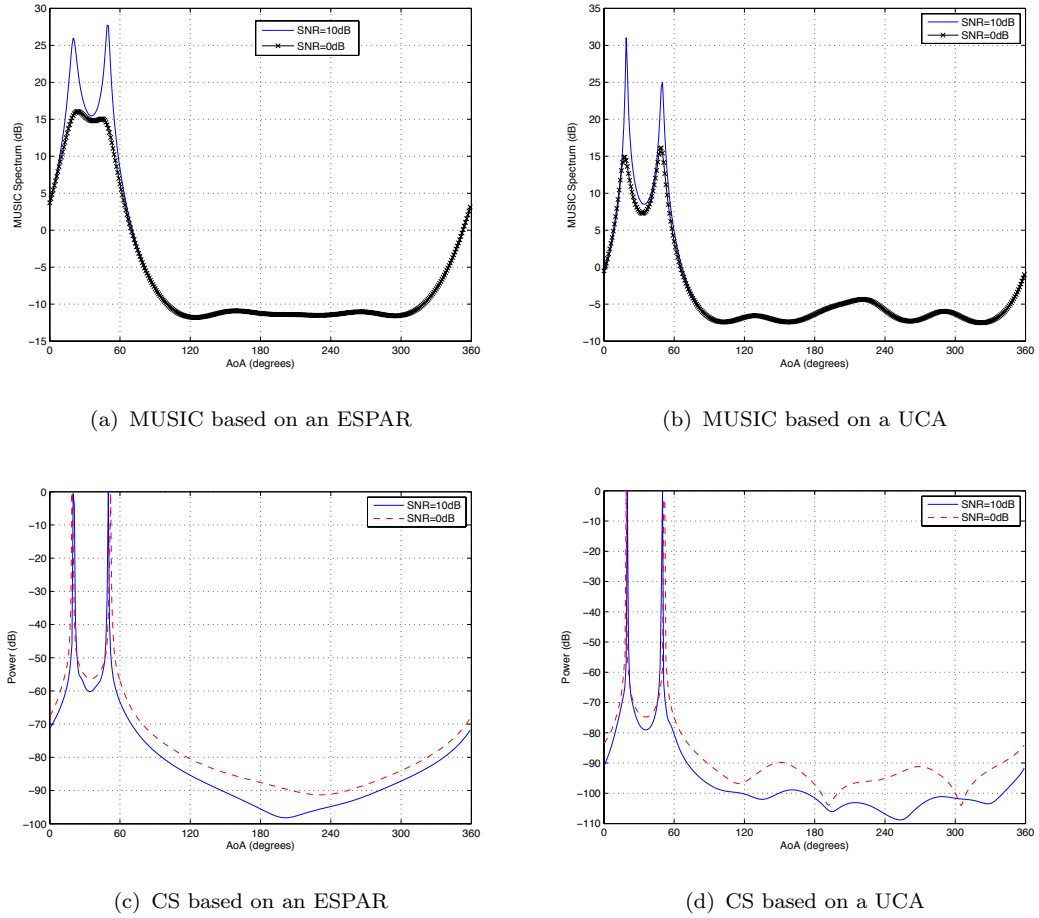 30
25
20
15
10
5
0
−5
−10
−15
MUSIC Spectrum (dB)
SNR=10dB
SNR=0dB
0 60 120 180 240 300 360
AoA (degrees)
(a) MUSIC based on an ESPAR
35
30
25
20
15
10
5
0
−5
−10
MUSIC Spectrum (dB)
SNR=10dB
SNR=0dB
0 60 120 180 240 300 360
AoA (degrees)
(b) MUSIC based on a UCA
0
−10
−20
−30
−40
−50
−60
−70
−80
−90
−100
Power (dB)
SNR=10dB
SNR=0dB
0 60 120 180 240 300 360
AoA (degrees)
(c) CS based on an ESPAR
0
−10
−20
−30
−40
−50
−60
−70
−80
−90
−100
−110
Power (dB)
SNR=10dB
SNR=0dB
0 60 120 180 240 300 360
AoA (degrees)
(d) CS based on a UCA